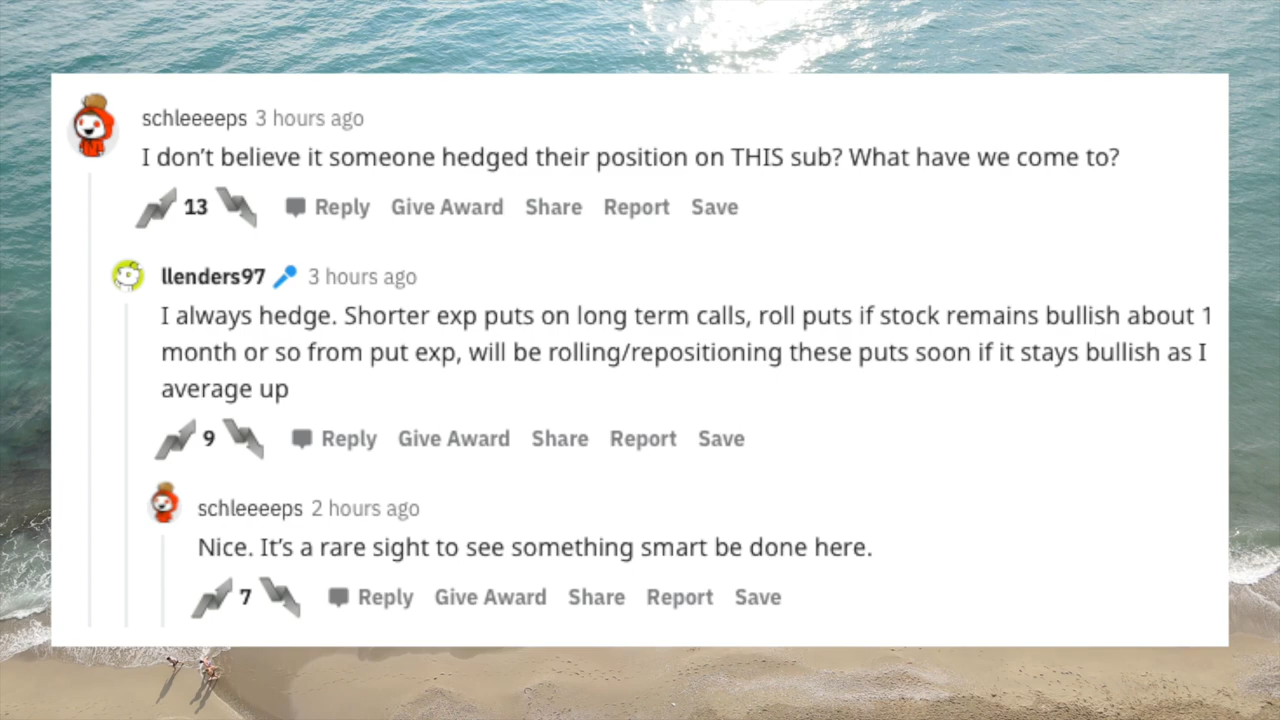 schleeeeps 3 hours ago
I don’t believe it someone hedged their position on THIS sub? What have we come to?
13 Reply Give Award Share Report Save
llenders97 3 hours ago
I always hedge. Shorter exp puts on long term calls, roll puts if stock remains bullish about 1
month or so from put exp, will be rolling/repositioning these puts soon if it stays bullish as I
average up
9 Reply Give Award Share Report Save
schleeeeps 2 hours ago
Nice. It’s a rare sight to see something smart be done here.
7 Reply Give Award Share Report Save